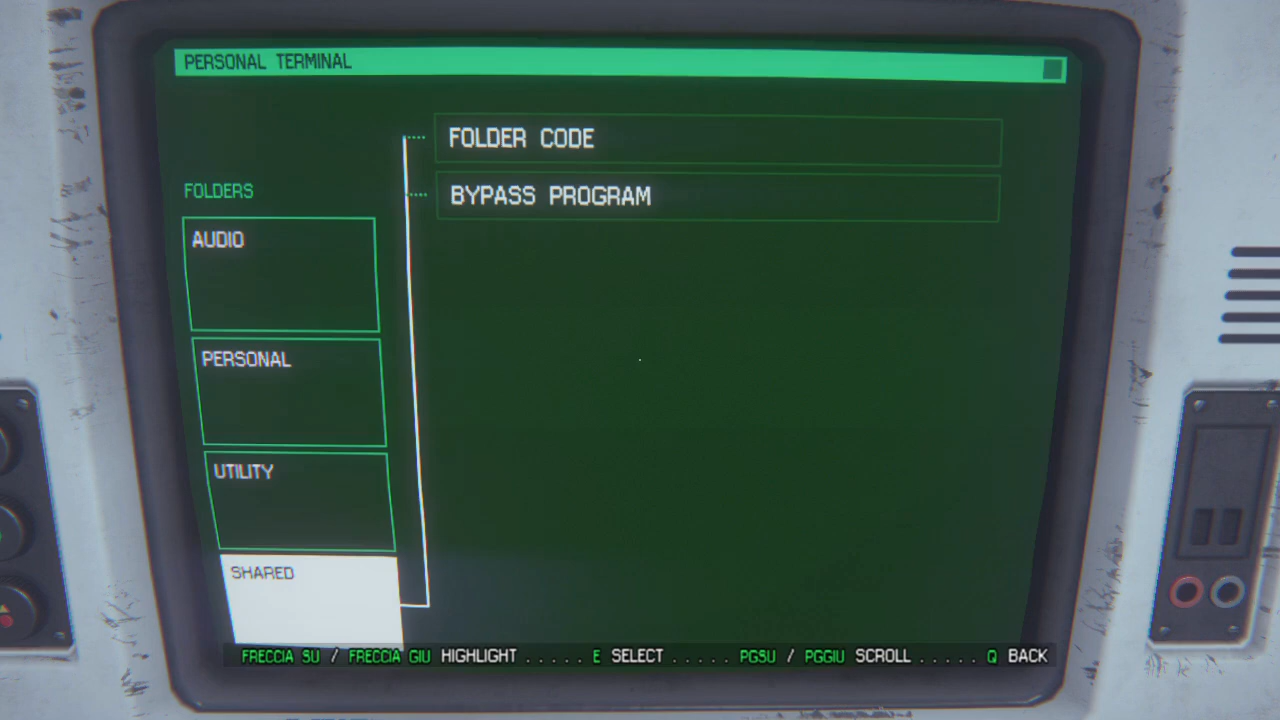 PERSONAL TERMINAL
FOLDER CODE
BYPASS PROGRAM
FOLDERS
AUDIO
PERSONAL
UTILITY
SHARED
FRECCIA SU / FRECCIA GIU HIGHLIGHT ..... E SELECT ..... PGSU / PGGIU SCROLL ..... Q BACK